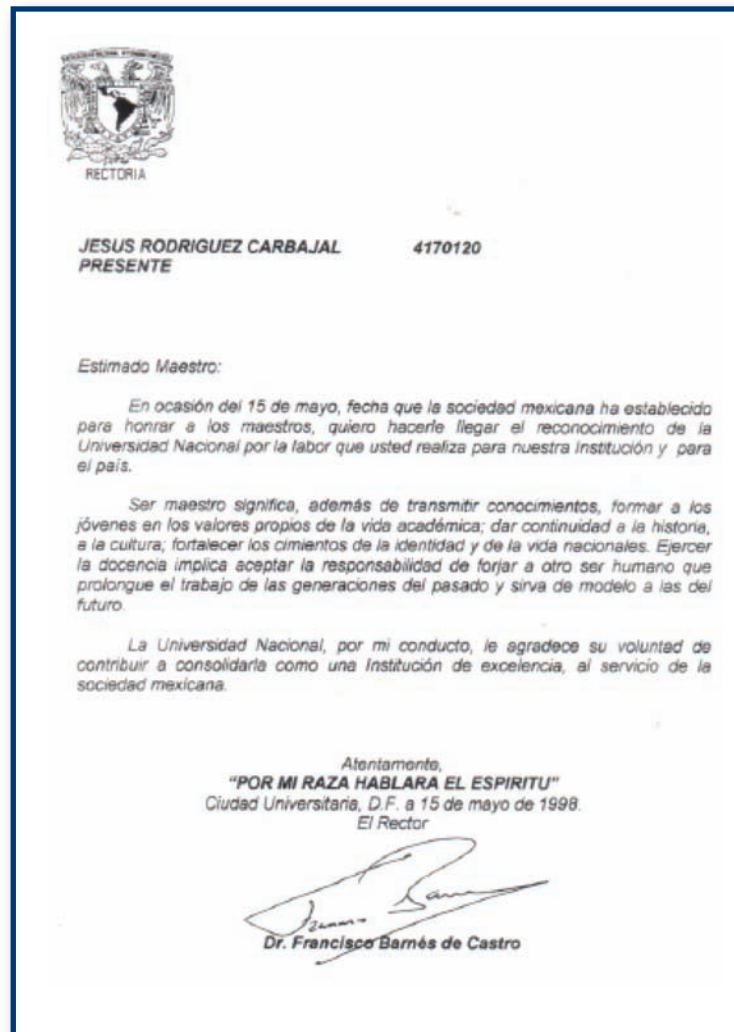 RECTORIA
JESUS RODRIGUEZ CARBAJAL 4170120
PRESENTE
Estimado Maestro:
En ocasión del 15 de mayo, fecha que la sociedad mexicana ha establecido
para honrar a los maestros, quiero hacerle llegar el reconocimiento de la
Universidad Nacional por la labor que usted realiza para nuestra Institución y para
el país.
Ser maestro significa, además de transmitir conocimientos, formar a los
jóvenes en los valores propios de la vida académica; dar continuidad a la historia,
a la cultura; fortalecer los cimientos de la identidad y de la vida nacionales. Ejercer
la docencia implica aceptar la responsabilidad de forjar a otro ser humano que
prolongue el trabajo de las generaciones del pasado y sirva de modelo a las del
futuro.
La Universidad Nacional, por mi conducto, le agradece su voluntad de
contribuir a consolidarla como una Institución de excelencia, al servicio de la
sociedad mexicana.
Atentamente,
"POR MI RAZA HABLARA EL ESPIRITU"
Ciudad Universitaria, D.F. a 15 de mayo de 1998.
El Rector
Dr. Francisco Barnés de Castro